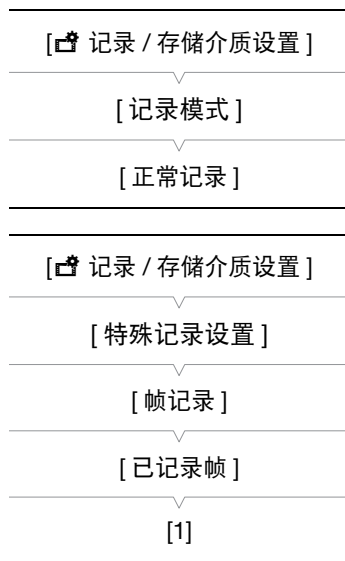 [ 记录 / 存储介质设置 ]
[ 记录模式 ]
[ 正常记录 ]
[ 记录 / 存储介质设置 ]
[ 特殊记录设置 ]
[ 帧记录 ]
[ 已记录帧 ]
[1]